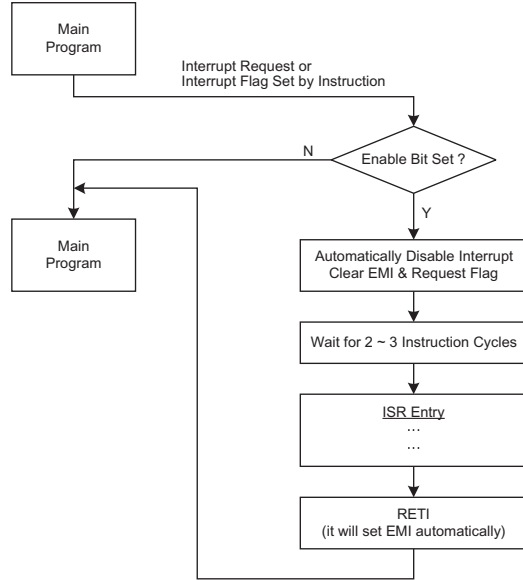 Main
Program
Interrupt Request or
Interrupt Flag Set by Instruction
Enable Bit Set ?
N
Y
Main
Program
Automatically Disable Interrupt
Clear EMI & Request Flag
Wait for 2 ~ 3 Instruction Cycles
ISR Entry
...
...
RETI
(it will set EMI automatically)